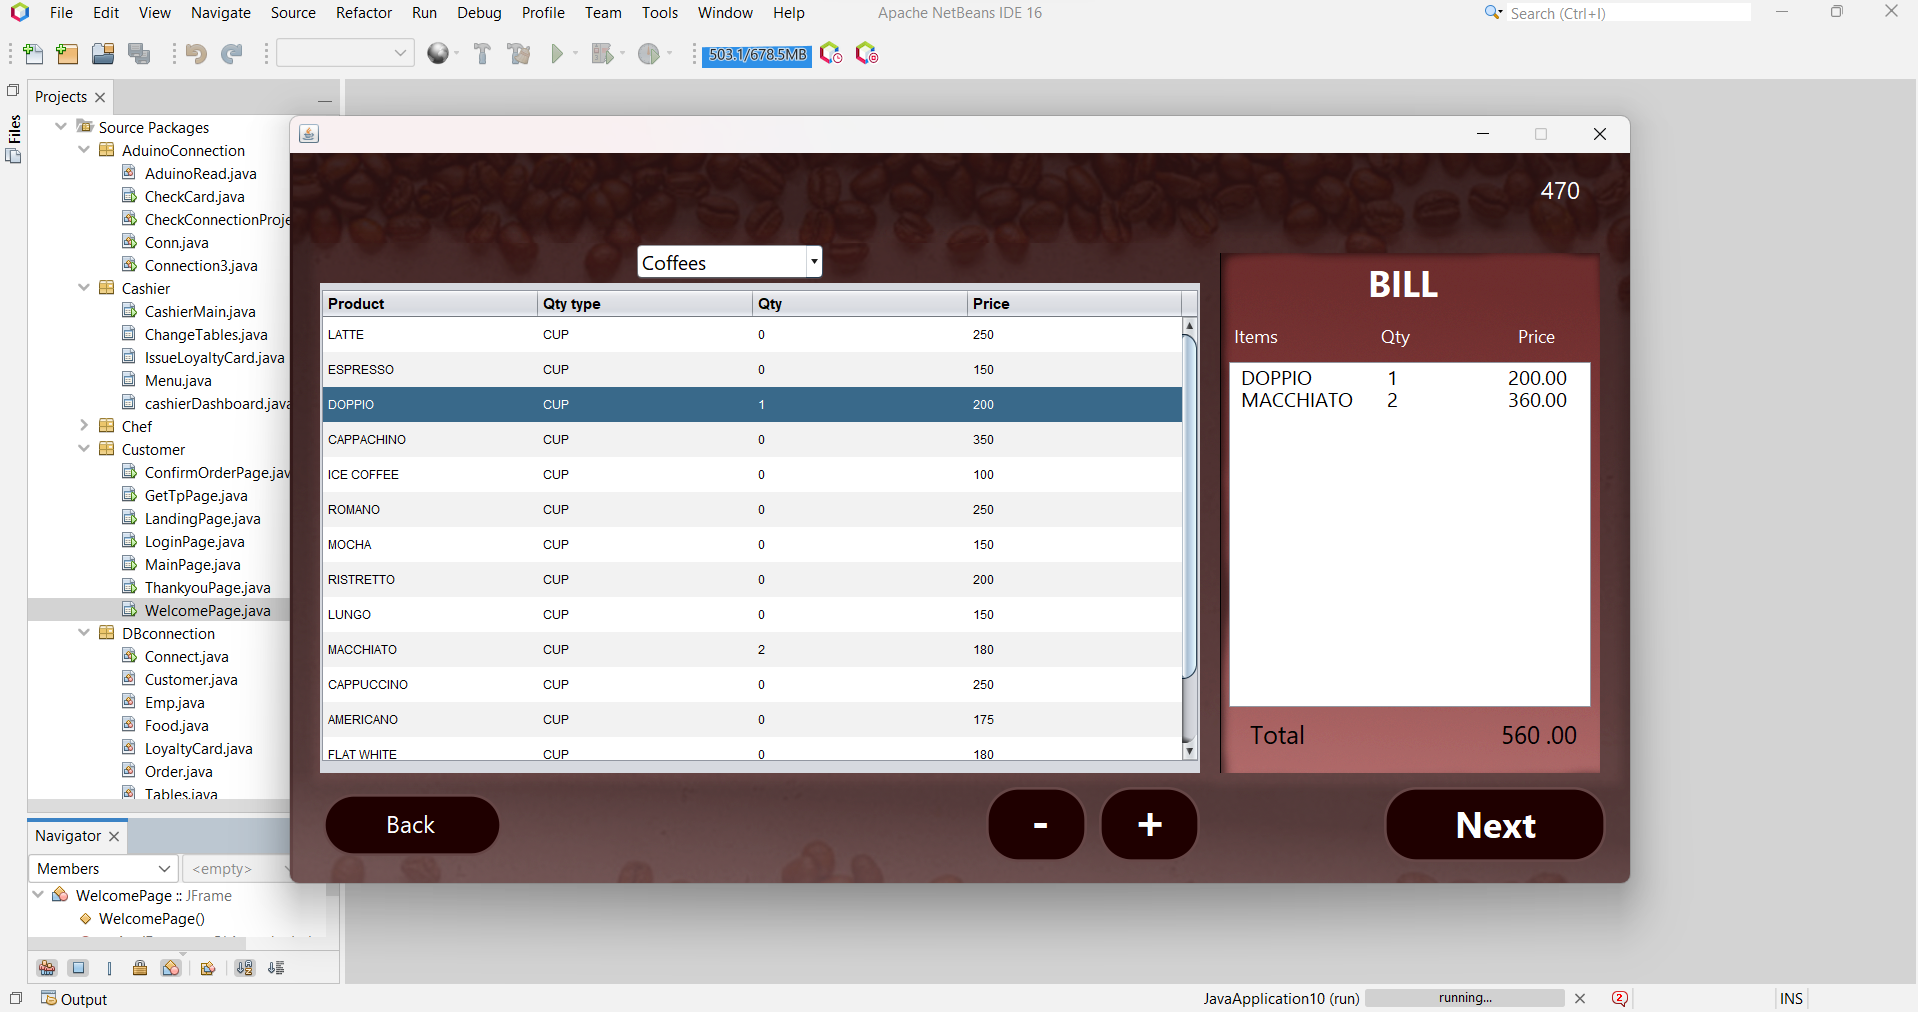 File Edit View Navigate Source Refactor Run Debug Profile Team Tools Window Help
Apache NetBeans IDE 16
Search (Ctrl+I)
503.1/678.5MB
Files
Projects
Source Packages
AduinoConnection
AduinoRead.java
CheckCard.java
CheckConnectionProje
Conn.java
Connection3.java
Cashier
CashierMain.java
ChangeTables.java
IssueLoyaltyCard.java
Menu.java
cashierDashboard.java
Chef
Customer
ConfirmOrderPage.jav
GetTpPage.java
LandingPage.java
LoginPage.java
MainPage.java
ThankyouPage.java
WelcomePage.java
DBconnection
Connect.java
Customer.java
Emp.java
Food.java
LoyaltyCard.java
Order.java
Tables.java
Navigator
Members
<empty>
WelcomePage :: JFrame
WelcomePage()
470
Coffees
Product Qty type Qty Price
LATTE CUP 0 250
ESPRESSO CUP 0 150
DOPPIO CUP 1 200
CAPPACHINO CUP 0 350
ICE COFFEE CUP 0 100
ROMANO CUP 0 250
MOCHA CUP 0 150
RISTRETTO CUP 0 200
LUNGO CUP 0 150
MACCHIATO CUP 2 180
CAPPUCCINO CUP 0 250
AMERICANO CUP 0 175
FLAT WHITE CUP 0 180
BILL
Items Qty Price
DOPPIO 1 200.00
MACCHIATO 2 360.00
Total 560 .00
Back
-
+
Next
Output
JavaApplication10 (run)
running...
2
INS